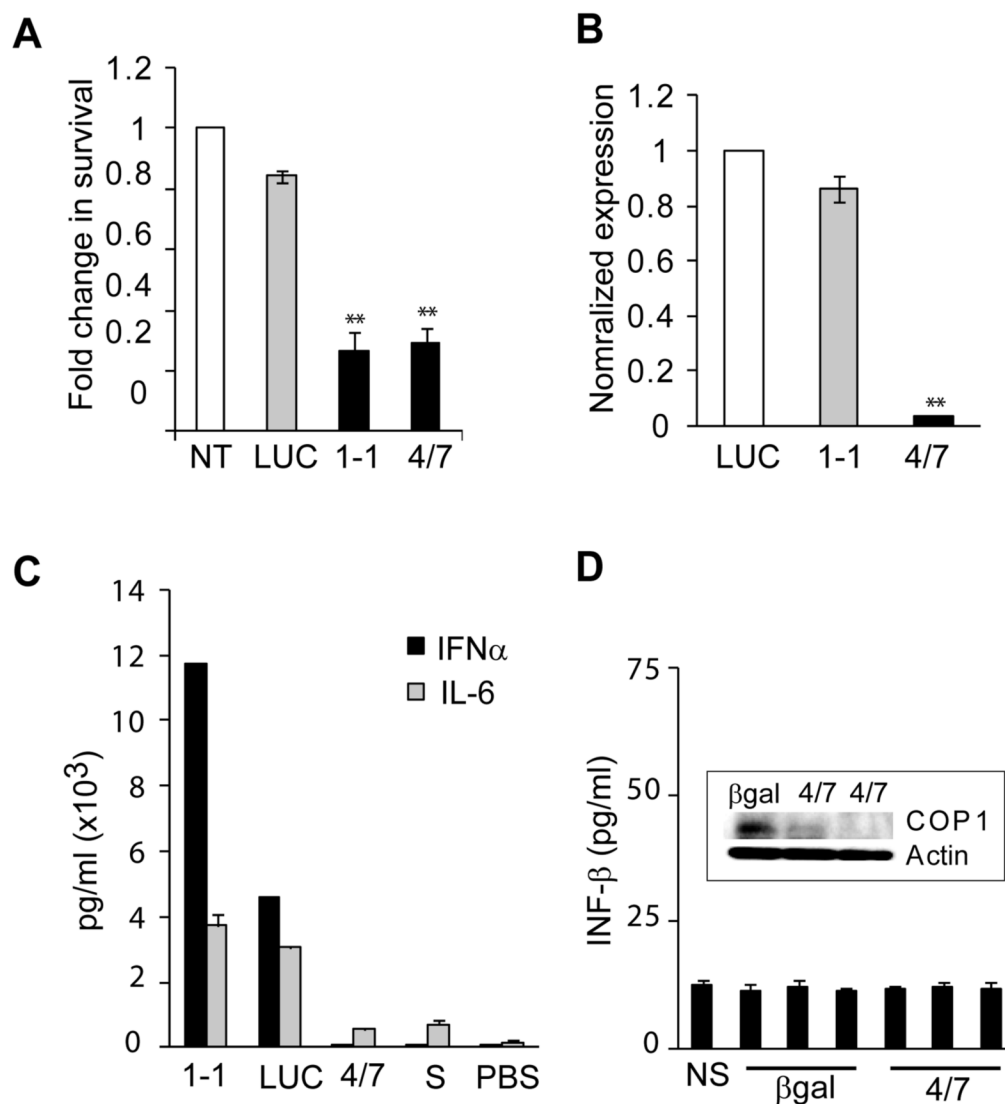 A
Fold change in survival
1.2
1
0.8
0.6
0.4
0.2
0
**
**
NT LUC 1-1 4/7
B
Nomralized expression
1.2
1
0.8
0.6
0.4
0.2
0
**
LUC 1-1 4/7
C
pg/ml (x10³)
14
12
10
8
6
4
2
0
IFNα
IL-6
1-1 LUC 4/7 S PBS
D
INF-β (pg/ml)
75
50
25
0
βgal 4/7 4/7
COP1
Actin
NS βgal 4/7